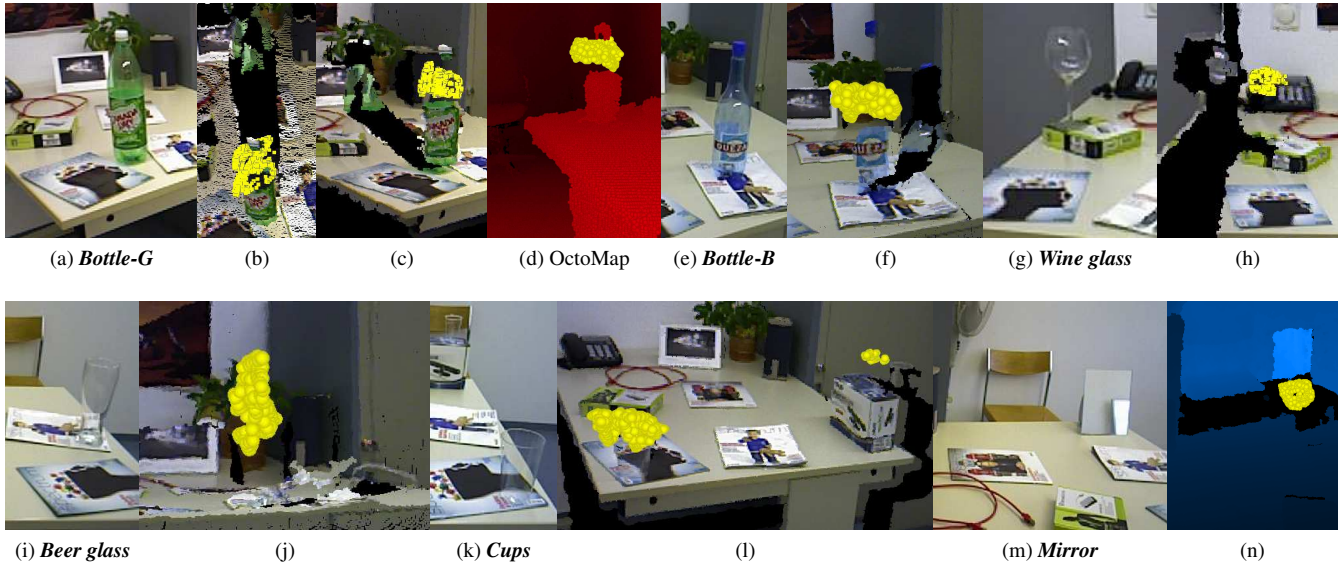 (a) Bottle-G (b) (c) (d) OctoMap (e) Bottle-B (f) (g) Wine glass (h)
(i) Beer glass (j) (k) Cups (l) (m) Mirror (n)